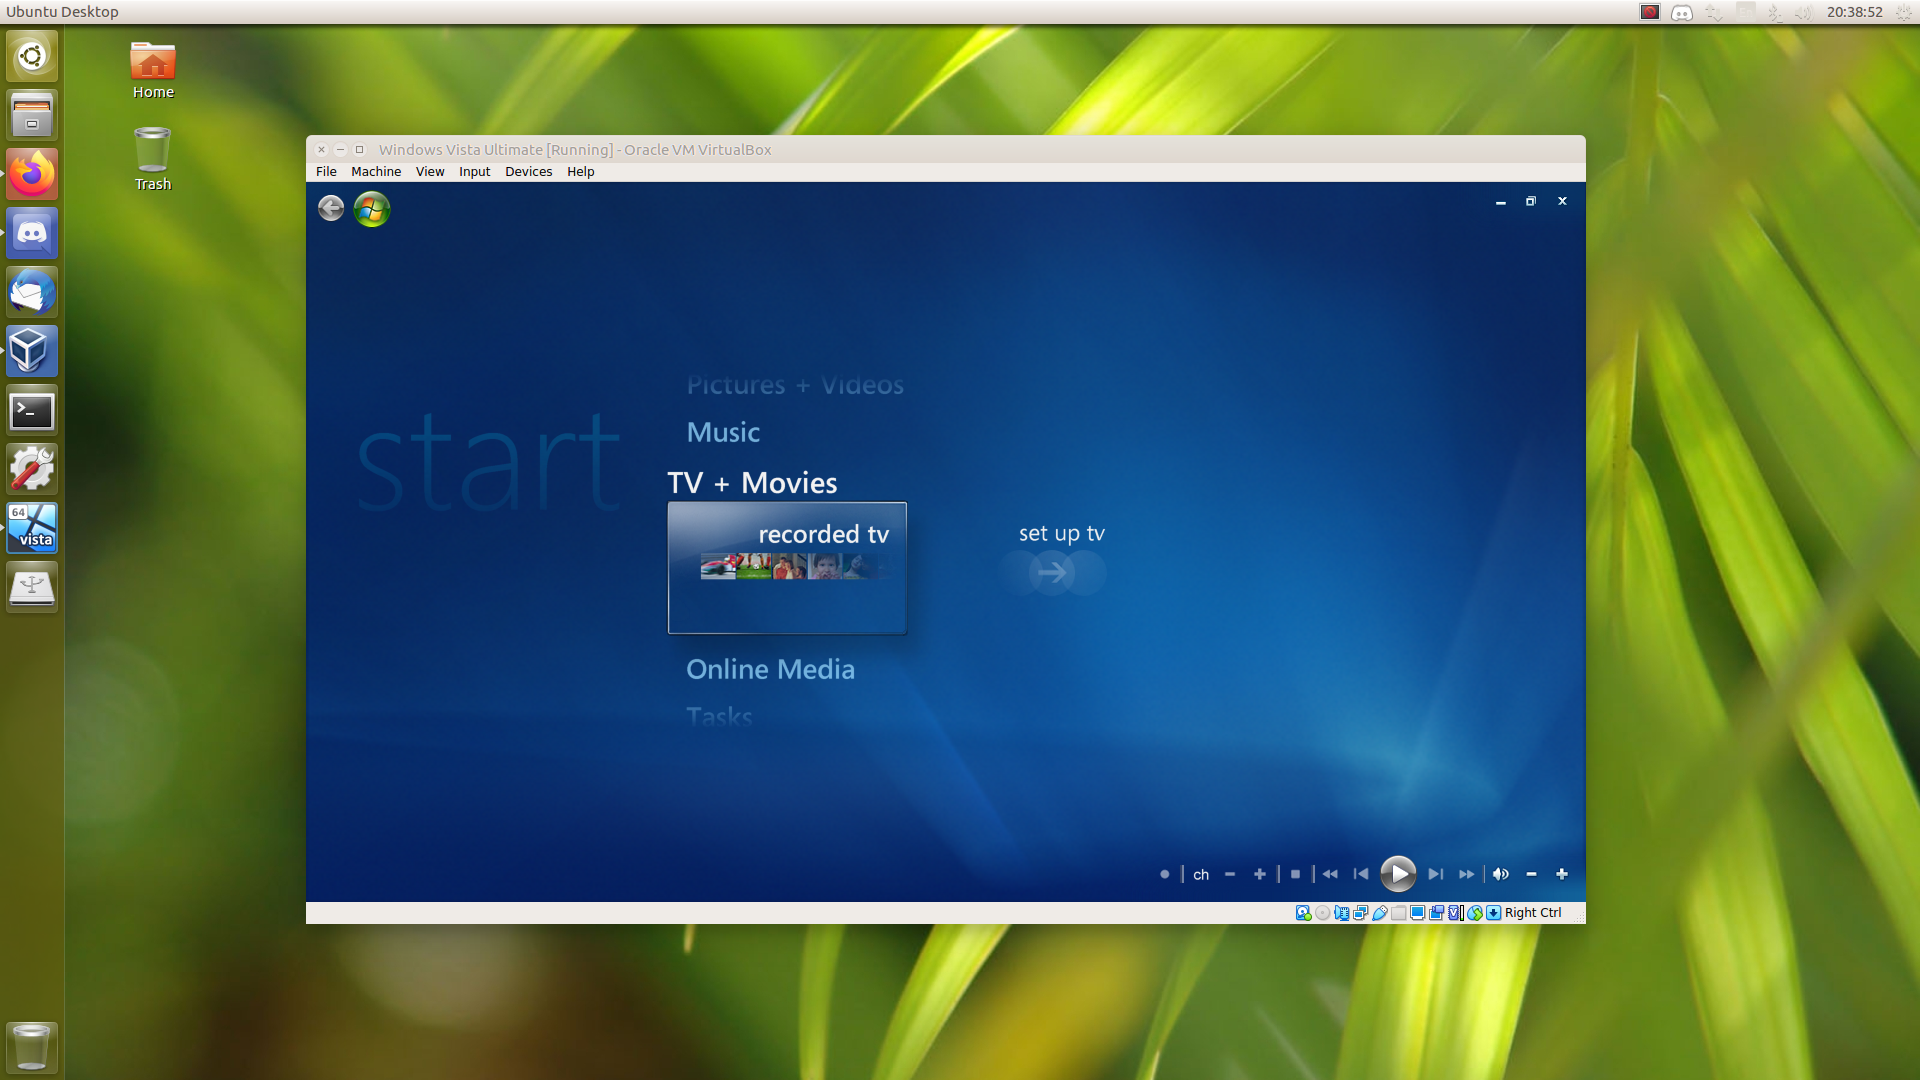 Ubuntu Desktop
20:38:52
Home
Trash
64
vista
Windows Vista Ultimate [Running] - Oracle VM VirtualBox
File Machine View Input Devices Help
start
Pictures + Videos
Music
TV + Movies
recorded tv
set up tv
Online Media
Tasks
ch
Right Ctrl